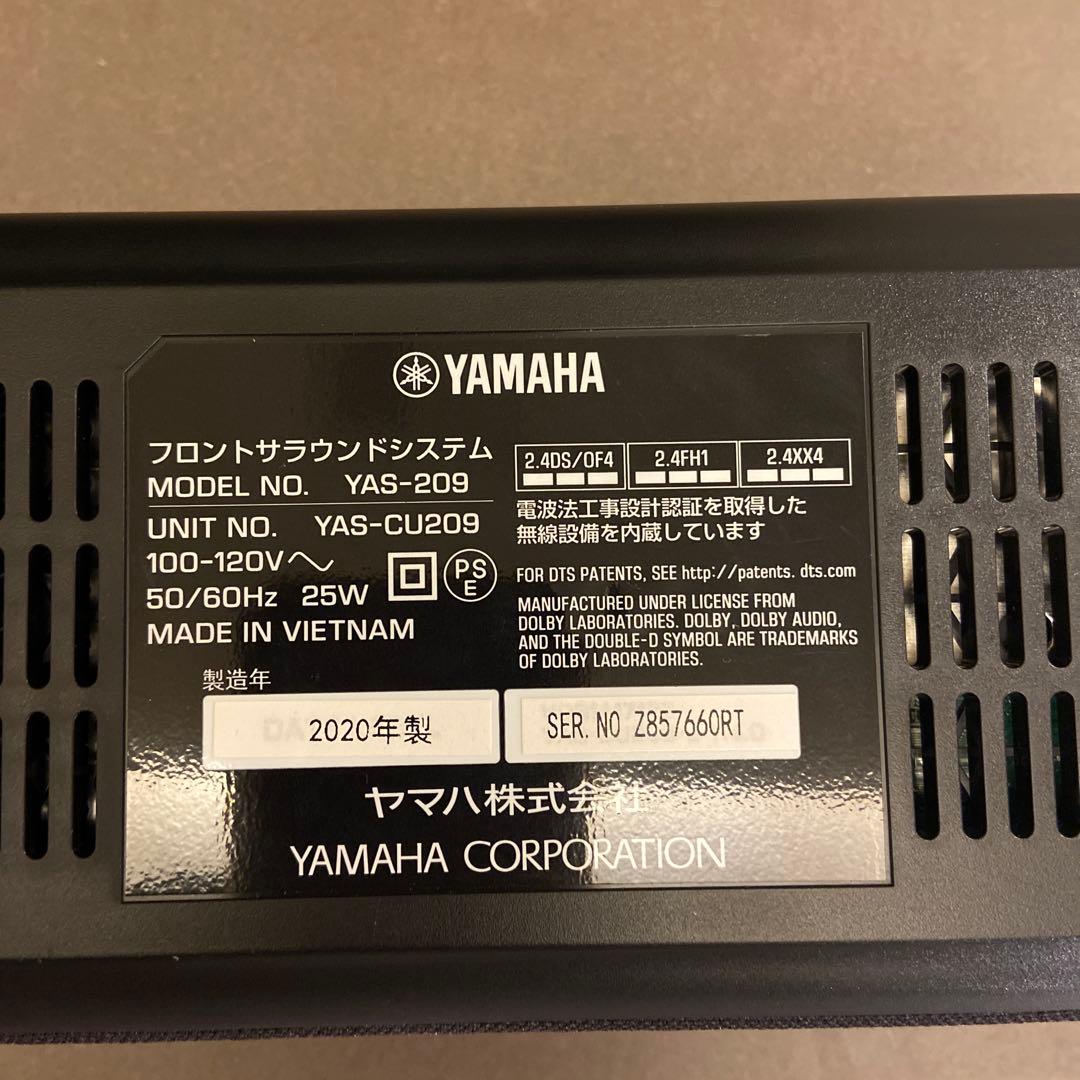 YAMAHA
フロントサラウンドシステム
MODEL NO. YAS-209
UNIT NO. YAS-CU209
100-120V
50/60Hz 25W
MADE IN VIETNAM
PS
E
2.4DS/OF4 2.4FH1 2.4XX4
電波法工事設計認証を取得した
無線設備を内蔵しています
FOR DTS PATENTS, SEE http://patents.dts.com
MANUFACTURED UNDER LICENSE FROM
DOLBY LABORATORIES. DOLBY, DOLBY AUDIO,
AND THE DOUBLE-D SYMBOL ARE TRADEMARKS
OF DOLBY LABORATORIES.
製造年
2020年製
SER. NO Z857660RT
ヤマハ株式会社
YAMAHA CORPORATION